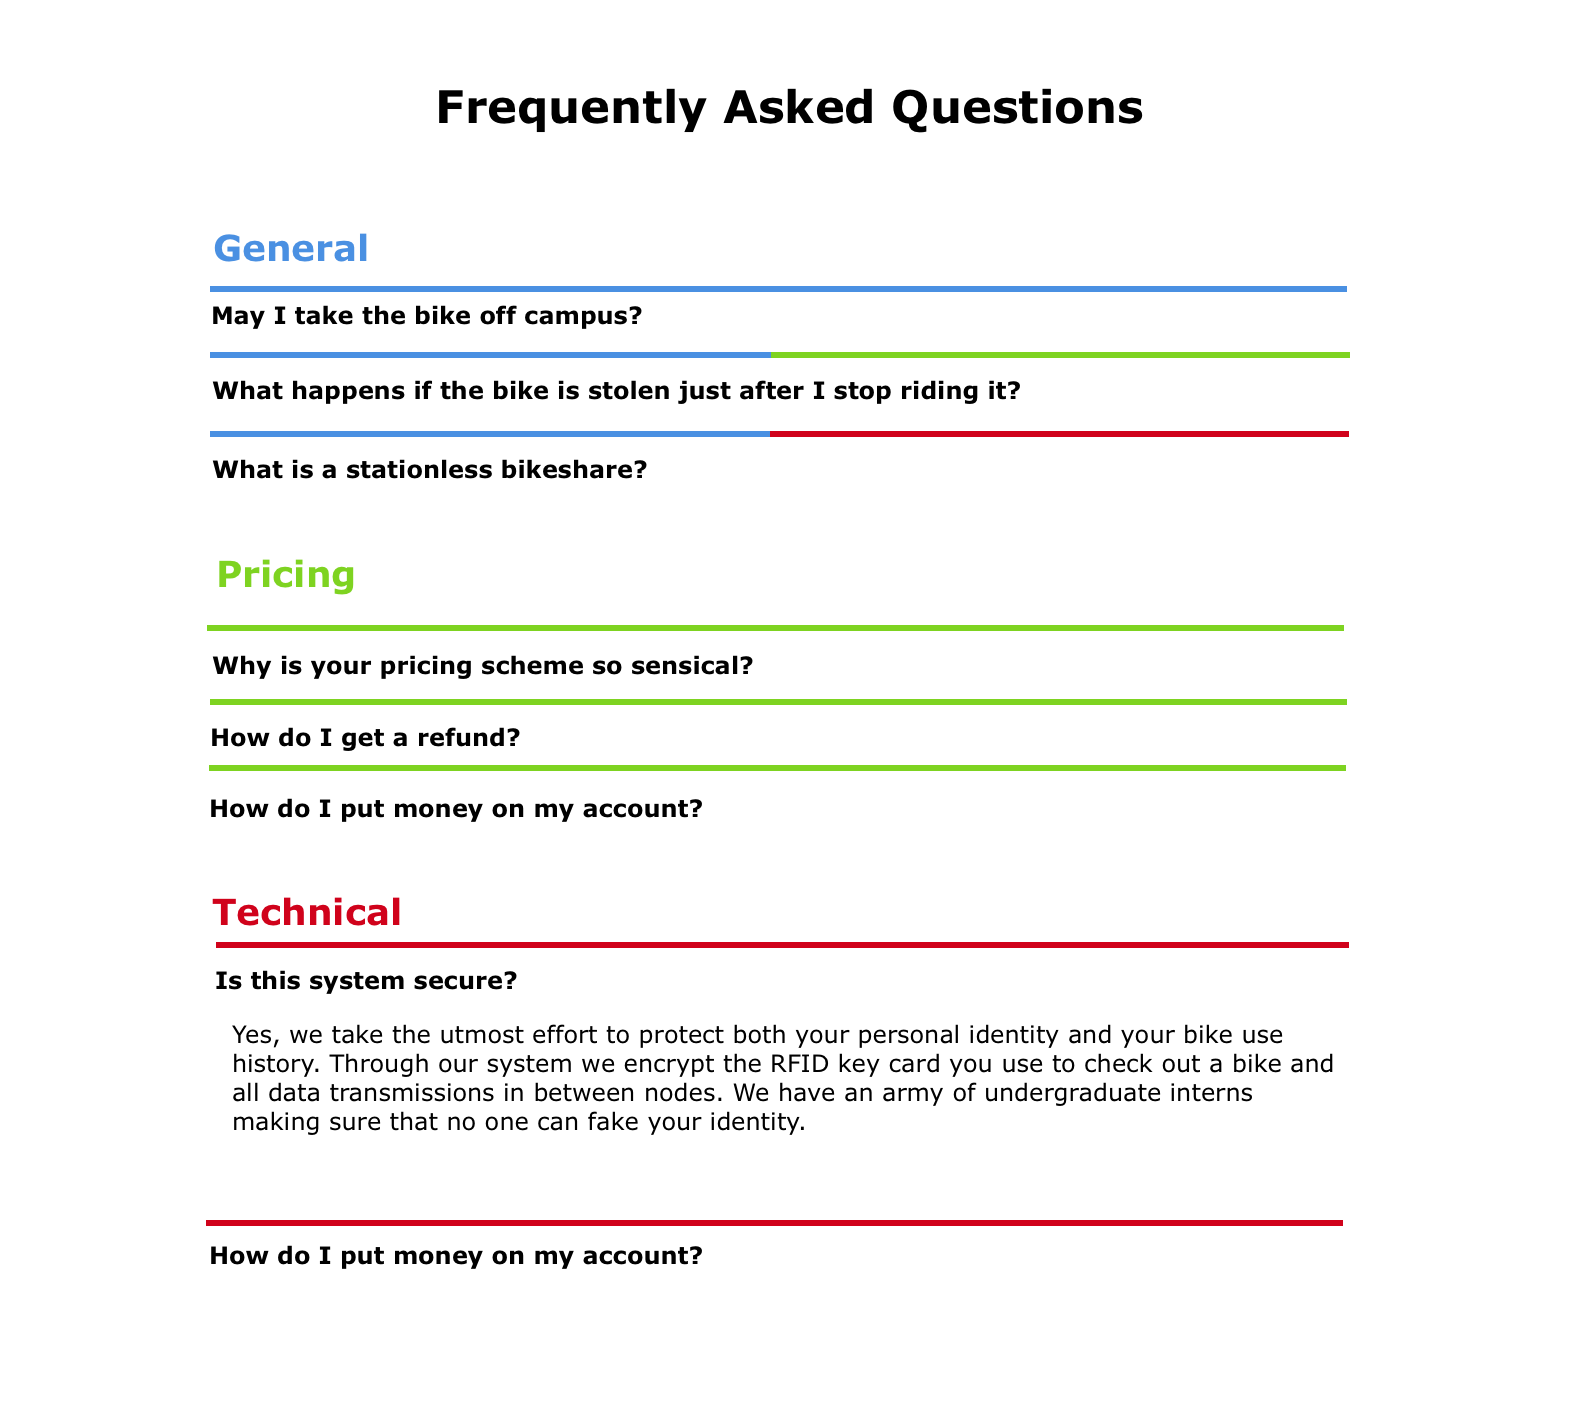 Frequently Asked Questions
General
May I take the bike off campus?
What happens if the bike is stolen just after I stop riding it?
What is a stationless bikeshare?
Pricing
Why is your pricing scheme so sensical?
How do I get a refund?
How do I put money on my account?
Technical
Is this system secure?
Yes, we take the utmost effort to protect both your personal identity and your bike use
history. Through our system we encrypt the RFID key card you use to check out a bike and
all data transmissions in between nodes. We have an army of undergraduate interns
making sure that no one can fake your identity.
How do I put money on my account?